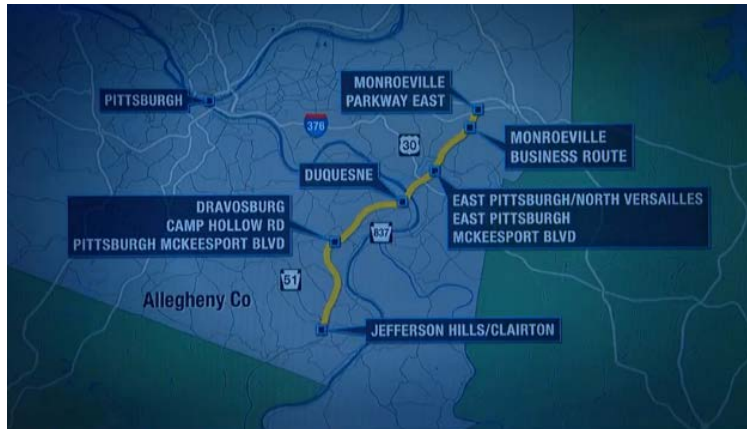 MONROEVILLE
PARKWAY EAST
PITTSBURGH
376
MONROEVILLE
BUSINESS ROUTE
30
DUQUESNE
EAST PITTSBURGH/NORTH VERSAILLES
EAST PITTSBURGH
MCKEESPORT BLVD
DRAVOSBURG
CAMP HOLLOW RD
PITTSBURGH MCKEESPORT BLVD
837
51
Allegheny Co
JEFFERSON HILLS/CLAIRTON